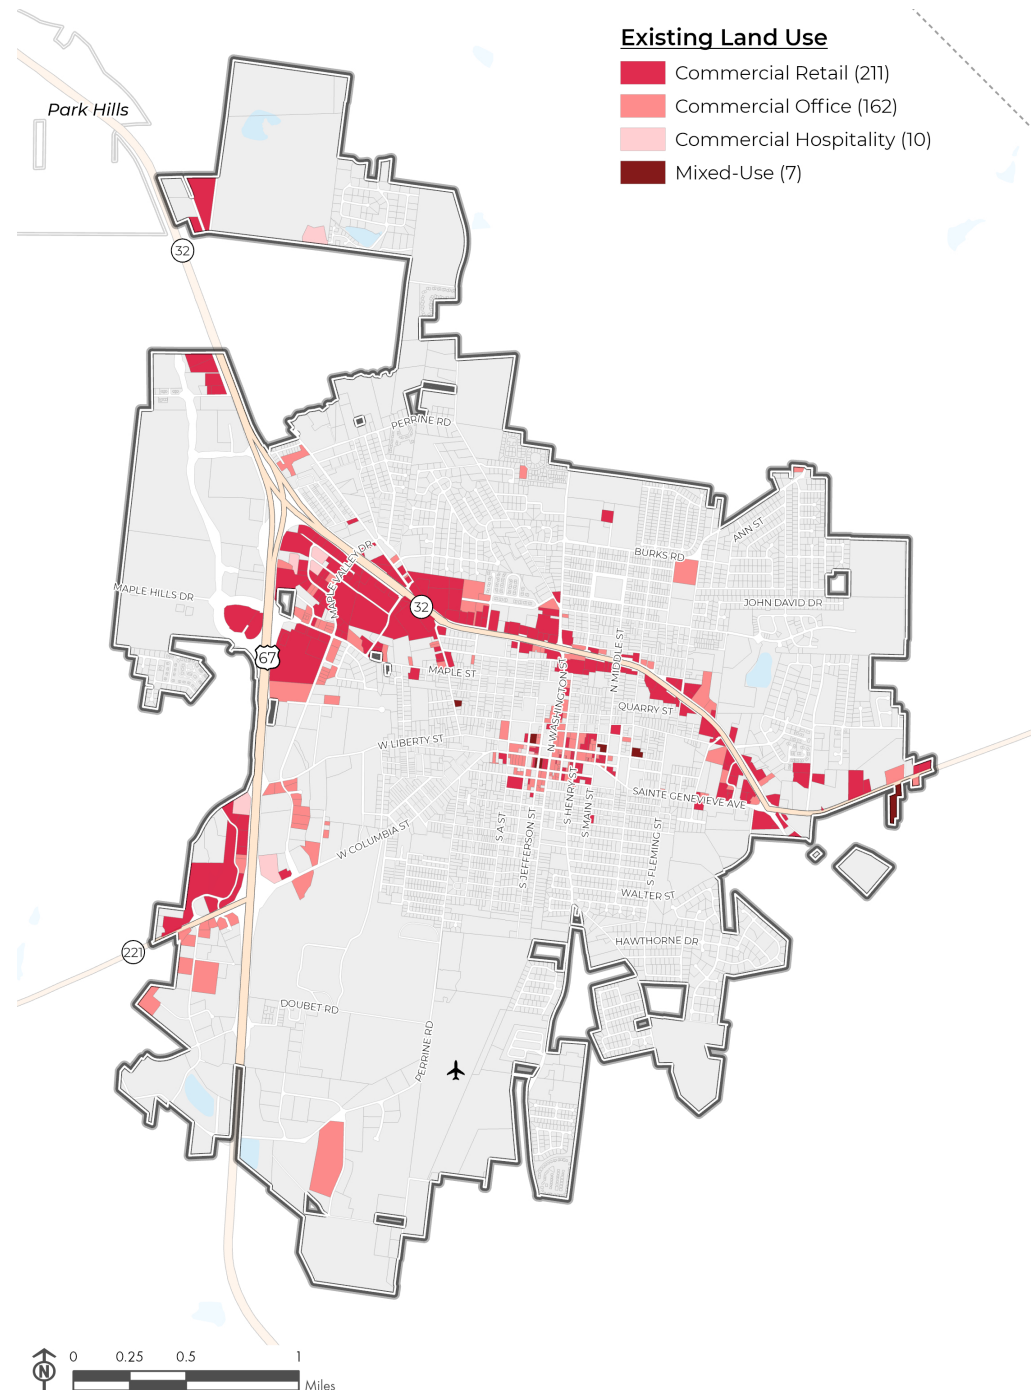 Existing Land Use
Commercial Retail (211)
Commercial Office (162)
Commercial Hospitality (10)
Mixed-Use (7)
Park Hills
32
PERRINE RD
ANN ST
BURKS RD
MAPLE VALLEY DR
MAPLE HILLS DR
JOHN DAVID DR
32
N MIDDLE ST
67
MAPLE ST
N WASHINGTON ST
QUARRY ST
W LIBERTY ST
S HENRY ST
SAINTE GENEVIEVE AVE
S MAIN ST
S A ST
W COLUMBIA ST
S JEFFERSON ST
S FLEMING ST
WALTER ST
HAWTHORNE DR
221
DOUBET RD
PERRINE RD
N
0 0.25 0.5 1
Miles